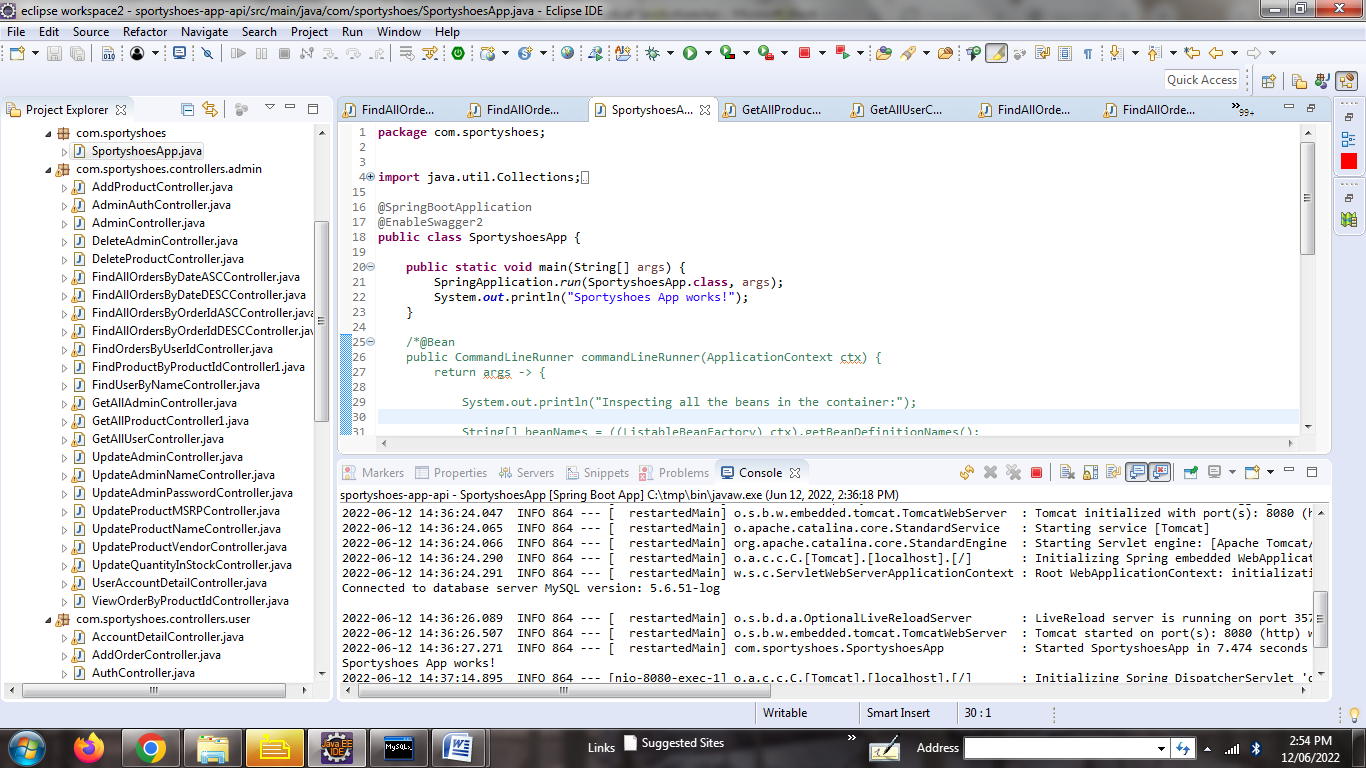 eclipse workspace2 - sportyshoes-app-api/src/main/java/com/sportyshoes/SportyshoesApp.java - Eclipse IDE
File Edit Source Refactor Navigate Search Project Run Window Help
Quick Access
Project Explorer
com.sportyshoes
SportyshoesApp.java
com.sportyshoes.controllers.admin
AddProductController.java
AdminAuthController.java
AdminController.java
DeleteAdminController.java
DeleteProductController.java
FindAllOrdersByDateASCController.java
FindAllOrdersByDateDESCController.java
FindAllOrdersByOrderIdASCController.java
FindAllOrdersByOrderIdDESCController.jav
FindOrdersByUserIdController.java
FindProductByProductIdController1.java
FindUserByNameController.java
GetAllAdminController.java
GetAllProductController1.java
GetAllUserController.java
UpdateAdminController.java
UpdateAdminNameController.java
UpdateAdminPasswordController.java
UpdateProductMSRPController.java
UpdateProductNameController.java
UpdateProductVendorController.java
UpdateQuantityInStockController.java
UserAccountDetailController.java
ViewOrderByProductIdController.java
com.sportyshoes.controllers.user
AccountDetailController.java
AddOrderController.java
AuthController.java
FindAllOrde... FindAllOrde... SportyshoesA... GetAllProduc... GetAllUserC... FindAllOrde... FindAllOrde... 99+
1 package com.sportyshoes;
2
3
4 import java.util.Collections;
15
16 @SpringBootApplication
17 @EnableSwagger2
18 public class SportyshoesApp {
19
20 public static void main(String[] args) {
21 SpringApplication.run(SportyshoesApp.class, args);
22 System.out.println("Sportyshoes App works!");
23 }
24
25 /*@Bean
26 public CommandLineRunner commandLineRunner(ApplicationContext ctx) {
27 return args -> {
28
29 System.out.println("Inspecting all the beans in the container:");
30
31 String[] beanNames = ((ListableBeanFactory) ctx).getBeanDefinitionNames();
Markers Properties Servers Snippets Problems Console
sportyshoes-app-api - SportyshoesApp [Spring Boot App] C:\tmp\bin\javaw.exe (Jun 12, 2022, 2:36:18 PM)
2022-06-12 14:36:24.047 INFO 864 --- [ restartedMain] o.s.b.w.embedded.tomcat.TomcatWebServer : Tomcat initialized with port(s): 8080 (h
2022-06-12 14:36:24.065 INFO 864 --- [ restartedMain] o.apache.catalina.core.StandardService : Starting service [Tomcat]
2022-06-12 14:36:24.066 INFO 864 --- [ restartedMain] org.apache.catalina.core.StandardEngine : Starting Servlet engine: [Apache Tomcat/
2022-06-12 14:36:24.290 INFO 864 --- [ restartedMain] o.a.c.c.C.[Tomcat].[localhost].[/] : Initializing Spring embedded WebApplicat
2022-06-12 14:36:24.291 INFO 864 --- [ restartedMain] w.s.c.ServletWebServerApplicationContext : Root WebApplicationContext: initializati
Connected to database server MySQL version: 5.6.51-log
2022-06-12 14:36:26.089 INFO 864 --- [ restartedMain] o.s.b.d.a.OptionalLiveReloadServer : LiveReload server is running on port 357
2022-06-12 14:36:26.507 INFO 864 --- [ restartedMain] o.s.b.w.embedded.tomcat.TomcatWebServer : Tomcat started on port(s): 8080 (http) w
2022-06-12 14:36:27.271 INFO 864 --- [ restartedMain] com.sportyshoes.SportyshoesApp : Started SportyshoesApp in 7.474 seconds
Sportyshoes App works!
2022-06-12 14:37:14.895 INFO 864 --- [nio-8080-exec-1] o.a.c.c.C.[Tomcat].[localhost].[/] : Initializing Spring DispatcherServlet 'd
Writable Smart Insert 30 : 1
Java EE IDE MySQL> Links Suggested Sites Address
2:54 PM
12/06/2022